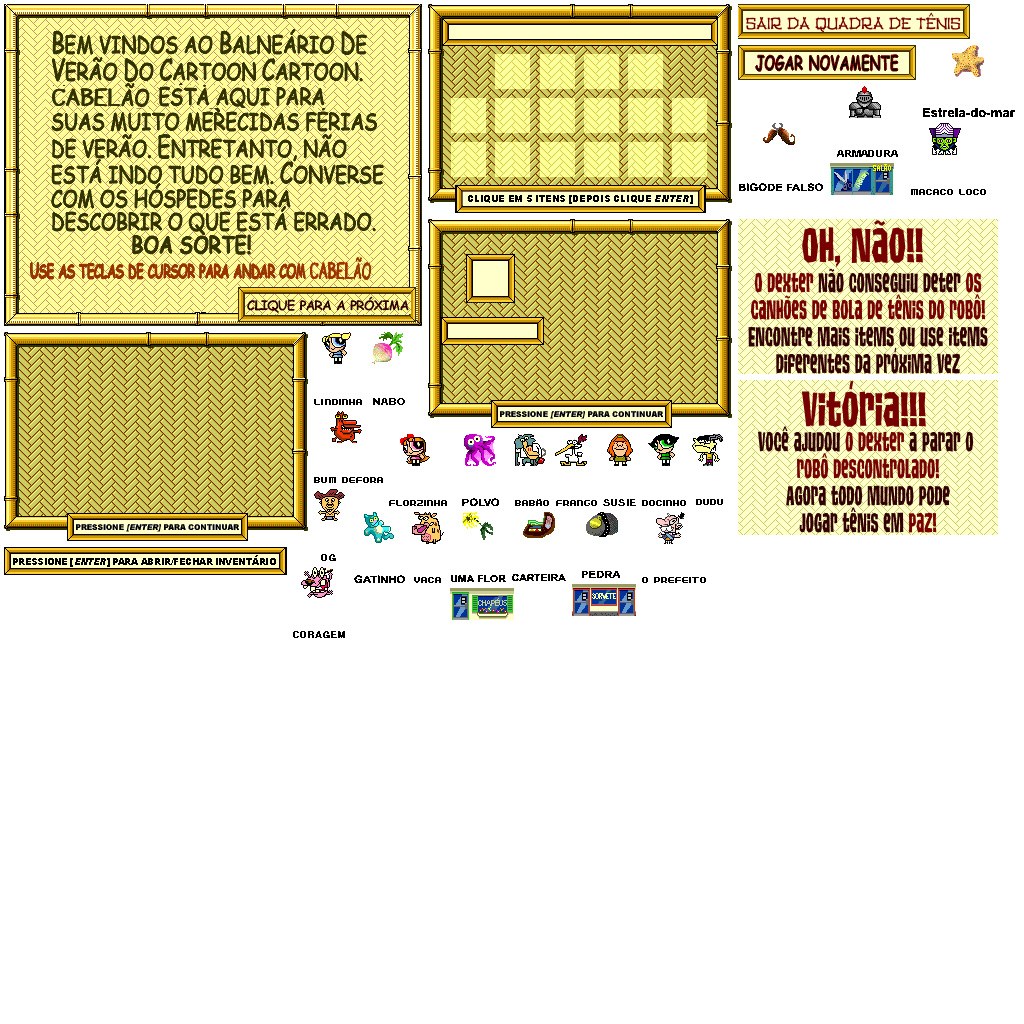 BEM VINDOS AO BALNEÁRIO DE
VERÃO DO CARTOON CARTOON.
CABELÃO ESTÁ AQUI PARA
SUAS MUITO MERECIDAS FÉRIAS
DE VERÃO. ENTRETANTO, NÃO
ESTÁ INDO TUDO BEM. CONVERSE
COM OS HÓSPEDES PARA
DESCOBRIR O QUE ESTÁ ERRADO.
BOA SORTE!
USE AS TECLAS DE CURSOR PARA ANDAR COM CABELÃO
CLIQUE PARA A PRÓXIMA
CLIQUE EM 5 ITENS [DEPOIS CLIQUE ENTER]
SAIR DA QUADRA DE TÊNIS
JOGAR NOVAMENTE
Estrela-do-mar
ARMADURA
SALÃO
BIGODE FALSO
MACACO LOCO
OH, NÃO!!
O DEXTER NÃO CONSEGUIU DETER OS
CANHÕES DE BOLA DE TÊNIS DO ROBÔ!
ENCONTRE MAIS ITEMS OU USE ITEMS
DIFERENTES DA PRÓXIMA VEZ
VITÓRIA!!!
VOCÊ AJUDOU O DEXTER A PARAR O
ROBÔ DESCONTROLADO!
AGORA TODO MUNDO PODE
JOGAR TÊNIS EM PAZ!
PRESSIONE [ENTER] PARA CONTINUAR
PRESSIONE [ENTER] PARA CONTINUAR
PRESSIONE [ENTER] PARA ABRIR/FECHAR INVENTÁRIO
LINDINHA NABO
BUM DEFORA
FLORZINHA POLVO BABÃO FRANGO SUSIE DOCINHO DUDU
OG
GATINHO VACA UMA FLOR CARTEIRA PEDRA O PREFEITO
CHAPÉUS
SORVETE
CORAGEM